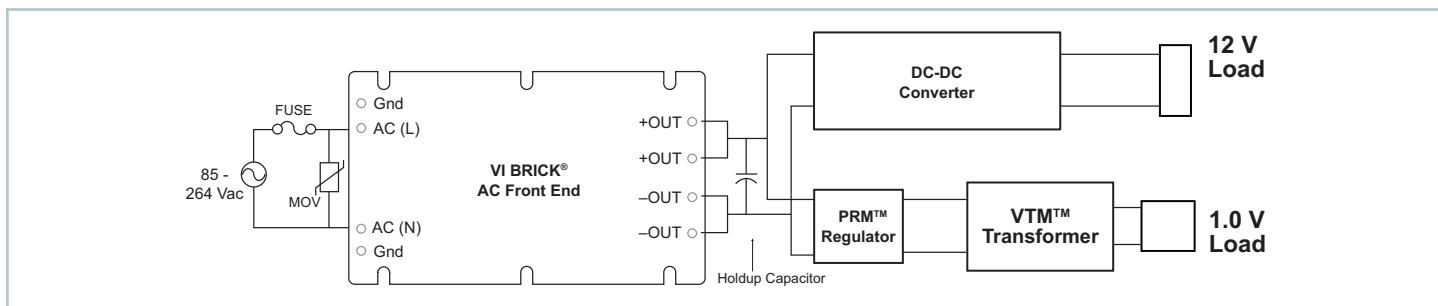 FUSE
85 -
264 Vac
MOV
Gnd
AC (L)
AC (N)
Gnd
VI BRICK®
AC Front End
+OUT
+OUT
–OUT
–OUT
Holdup Capacitor
DC-DC
Converter
12 V
Load
PRM™
Regulator
VTM™
Transformer
1.0 V
Load